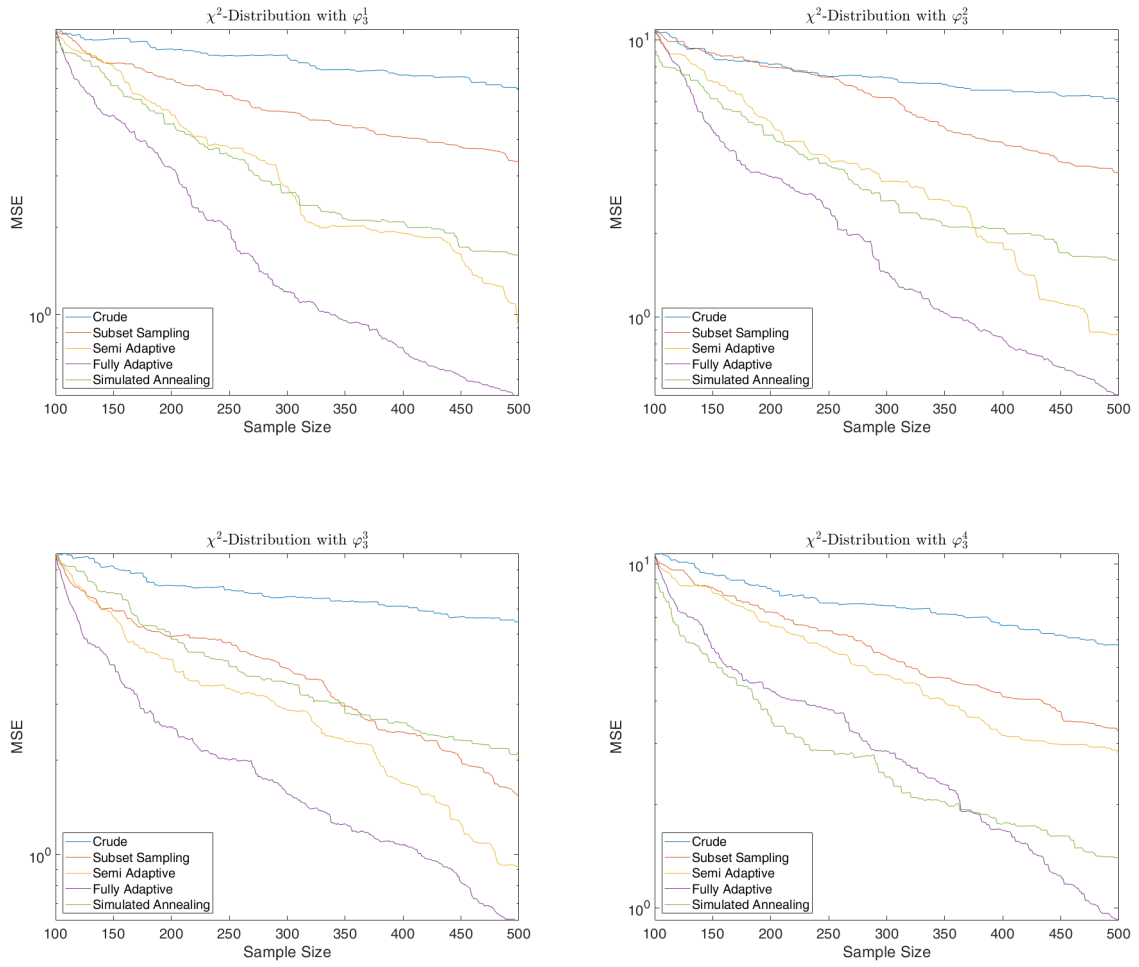 χ²-Distribution with φ₃¹
MSE
10⁰
Crude
Subset Sampling
Semi Adaptive
Fully Adaptive
Simulated Annealing
100 150 200 250 300 350 400 450 500
Sample Size
χ²-Distribution with φ₃²
10¹
MSE
10⁰
Crude
Subset Sampling
Semi Adaptive
Fully Adaptive
Simulated Annealing
100 150 200 250 300 350 400 450 500
Sample Size
χ²-Distribution with φ₃³
MSE
10⁰
Crude
Subset Sampling
Semi Adaptive
Fully Adaptive
Simulated Annealing
100 150 200 250 300 350 400 450 500
Sample Size
χ²-Distribution with φ₃⁴
10¹
MSE
10⁰
Crude
Subset Sampling
Semi Adaptive
Fully Adaptive
Simulated Annealing
100 150 200 250 300 350 400 450 500
Sample Size